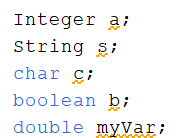 Integer a;
String s;
char c;
boolean b;
double myVar;